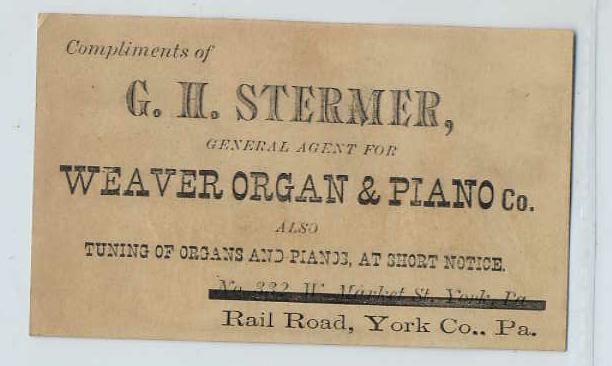 Compliments of
G. H. STERMER,
GENERAL AGENT FOR
WEAVER ORGAN & PIANO Co.
ALSO
TUNING OF ORGANS AND PIANOS, AT SHORT NOTICE.
No. 332 W. Market St. York, Pa.
Rail Road, York Co., Pa.